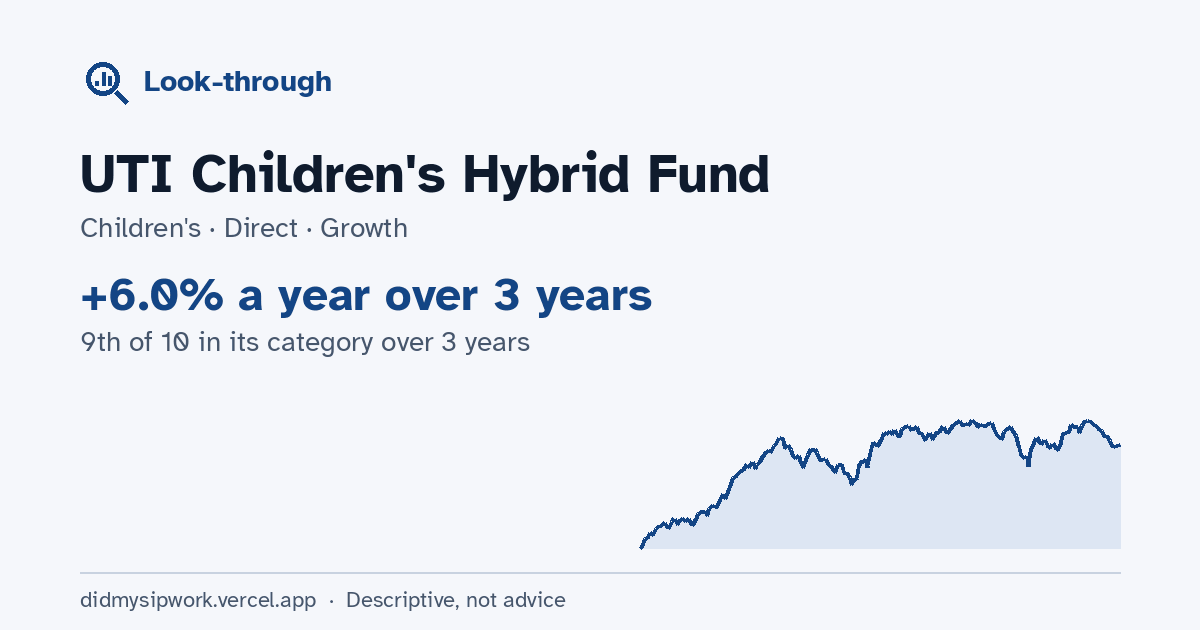 Look-through
UTI Children's Hybrid Fund
Children's · Direct · Growth
+6.0% a year over 3 years
9th of 10 in its category over 3 years
didmysipwork.vercel.app · Descriptive, not advice